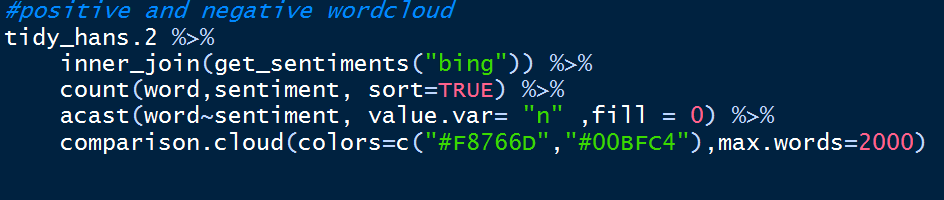 #positive and negative wordcloud
tidy_hans.2 %>%
    inner_join(get_sentiments("bing")) %>%
    count(word,sentiment, sort=TRUE) %>%
    acast(word~sentiment, value.var= "n" ,fill = 0) %>%
    comparison.cloud(colors=c("#F8766D","#00BFC4"),max.words=2000)